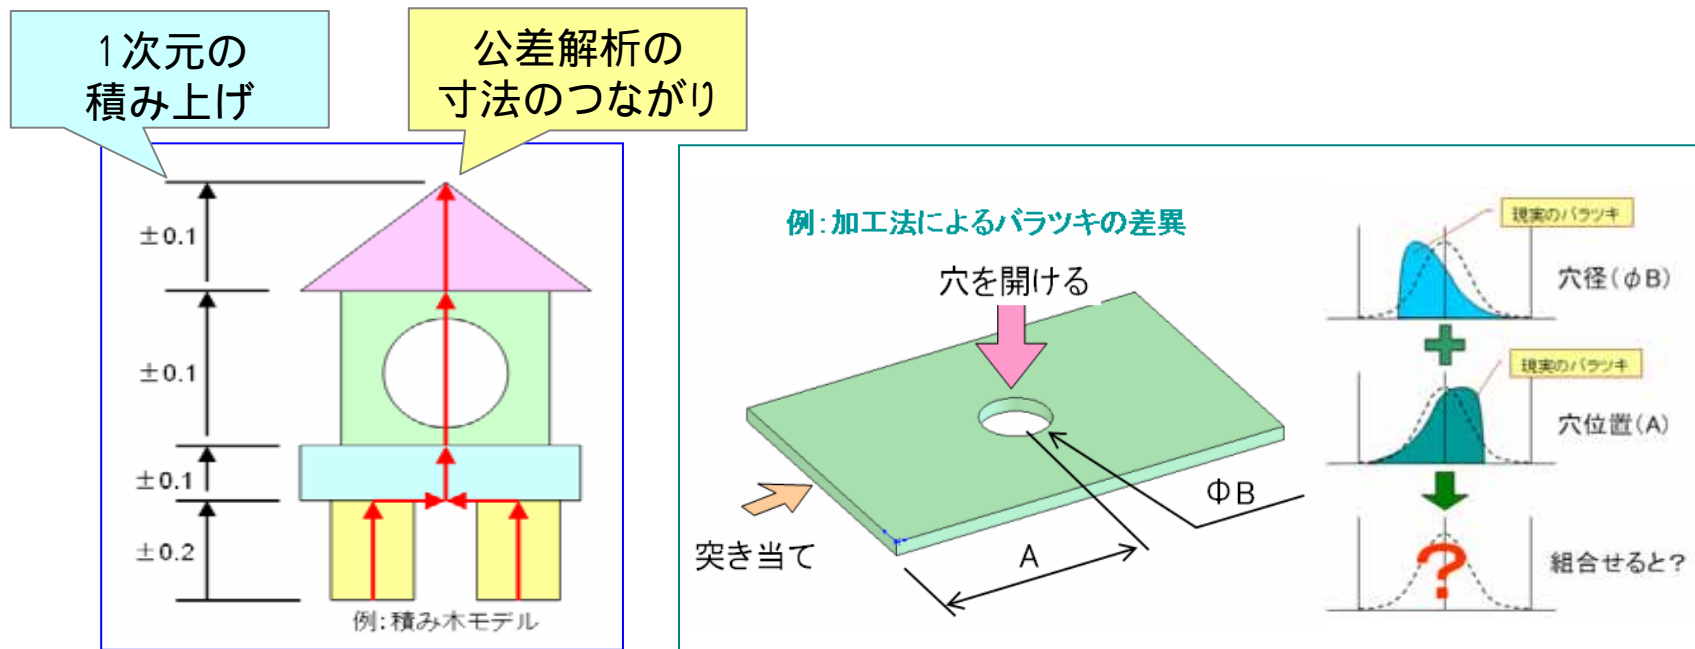 1次元の
積み上げ
公差解析の
寸法のつながり
±0.1
±0.1
±0.1
±0.2
例:積み木モデル
例:加工法によるバラツキの差異
穴を開ける
突き当て
A
ΦB
現実のバラツキ
穴径(φB)
現実のバラツキ
穴位置(A)
?
組合せると?